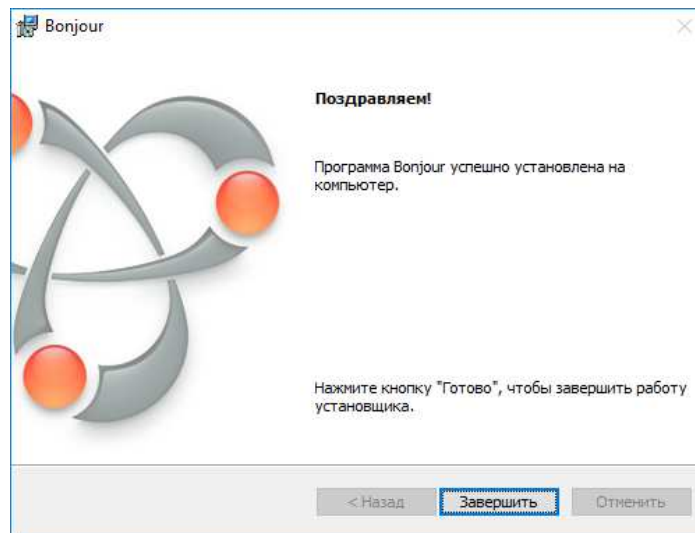 Bonjour
Поздравляем!
Программа Bonjour успешно установлена на
компьютер.
Нажмите кнопку "Готово", чтобы завершить работу
установщика.
< Назад
Завершить
Отменить